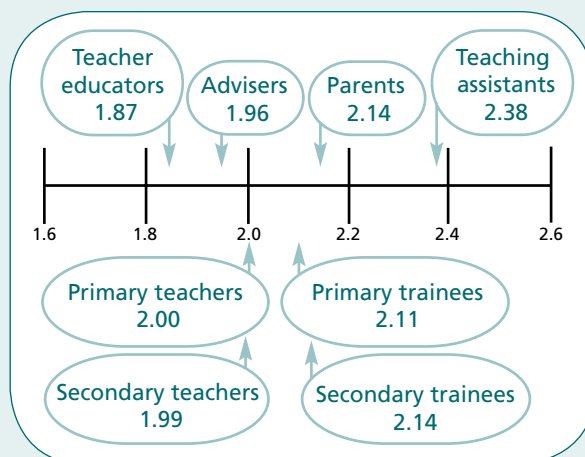 Teacher
educators
1.87
Advisers
1.96
Parents
2.14
Teaching
assistants
2.38
1.6
1.8
2.0
2.2
2.4
2.6
Primary teachers
2.00
Primary trainees
2.11
Secondary teachers
1.99
Secondary trainees
2.14